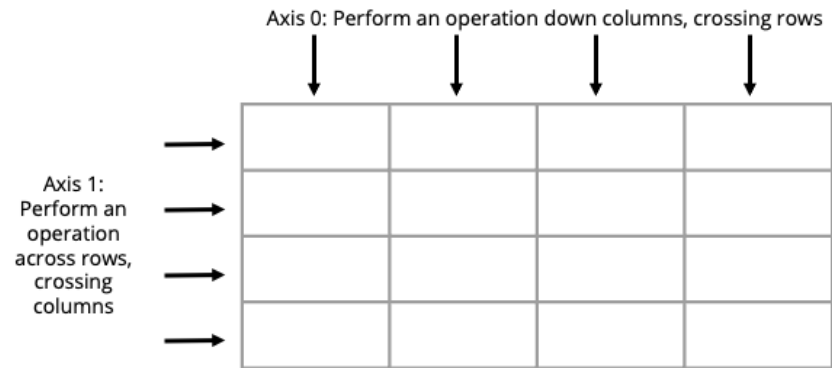 Axis 0: Perform an operation down columns, crossing rows
Axis 1:
Perform an
operation
across rows,
crossing
columns